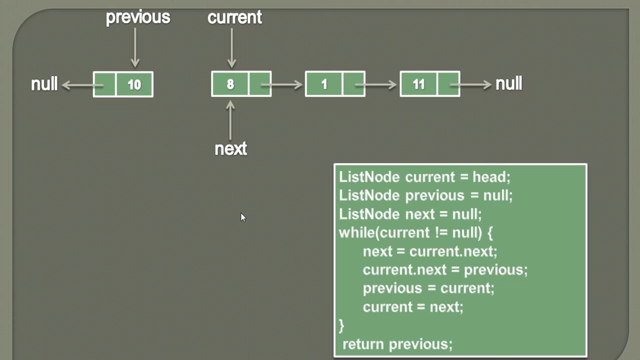 previous current
null 10 8 1 11 null
next
ListNode current = head;
ListNode previous = null;
ListNode next = null;
while(current != null) {
next = current.next;
current.next = previous;
previous = current;
current = next;
}
return previous;